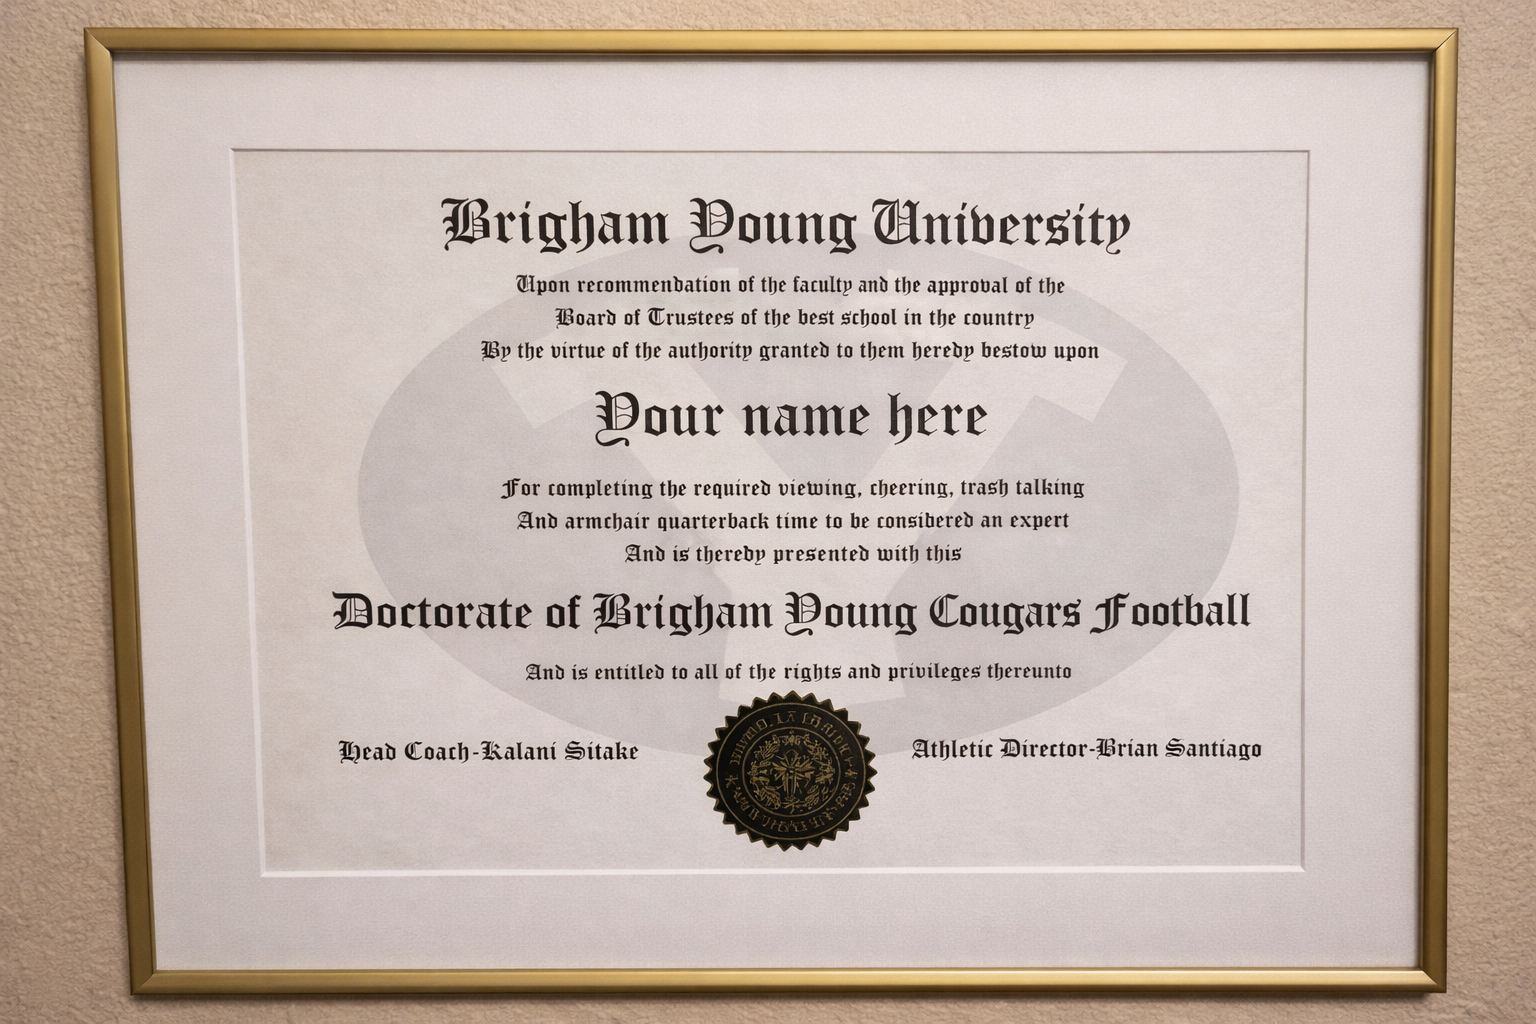 Brigham Young University
Upon recommendation of the faculty and the approval of the
Board of Trustees of the best school in the country
By the virtue of the authority granted to them heredy bestow upon
Your name here
For completing the required viewing, cheering, trash talking
And armchair quarterback time to be considered an expert
And is theredy presented with this
Doctorate of Brigham Young Cougars Football
And is entitled to all of the rights and privileges thereunto
Head Coach-Kalani Sitake
Athletic Director-Brian Santiago